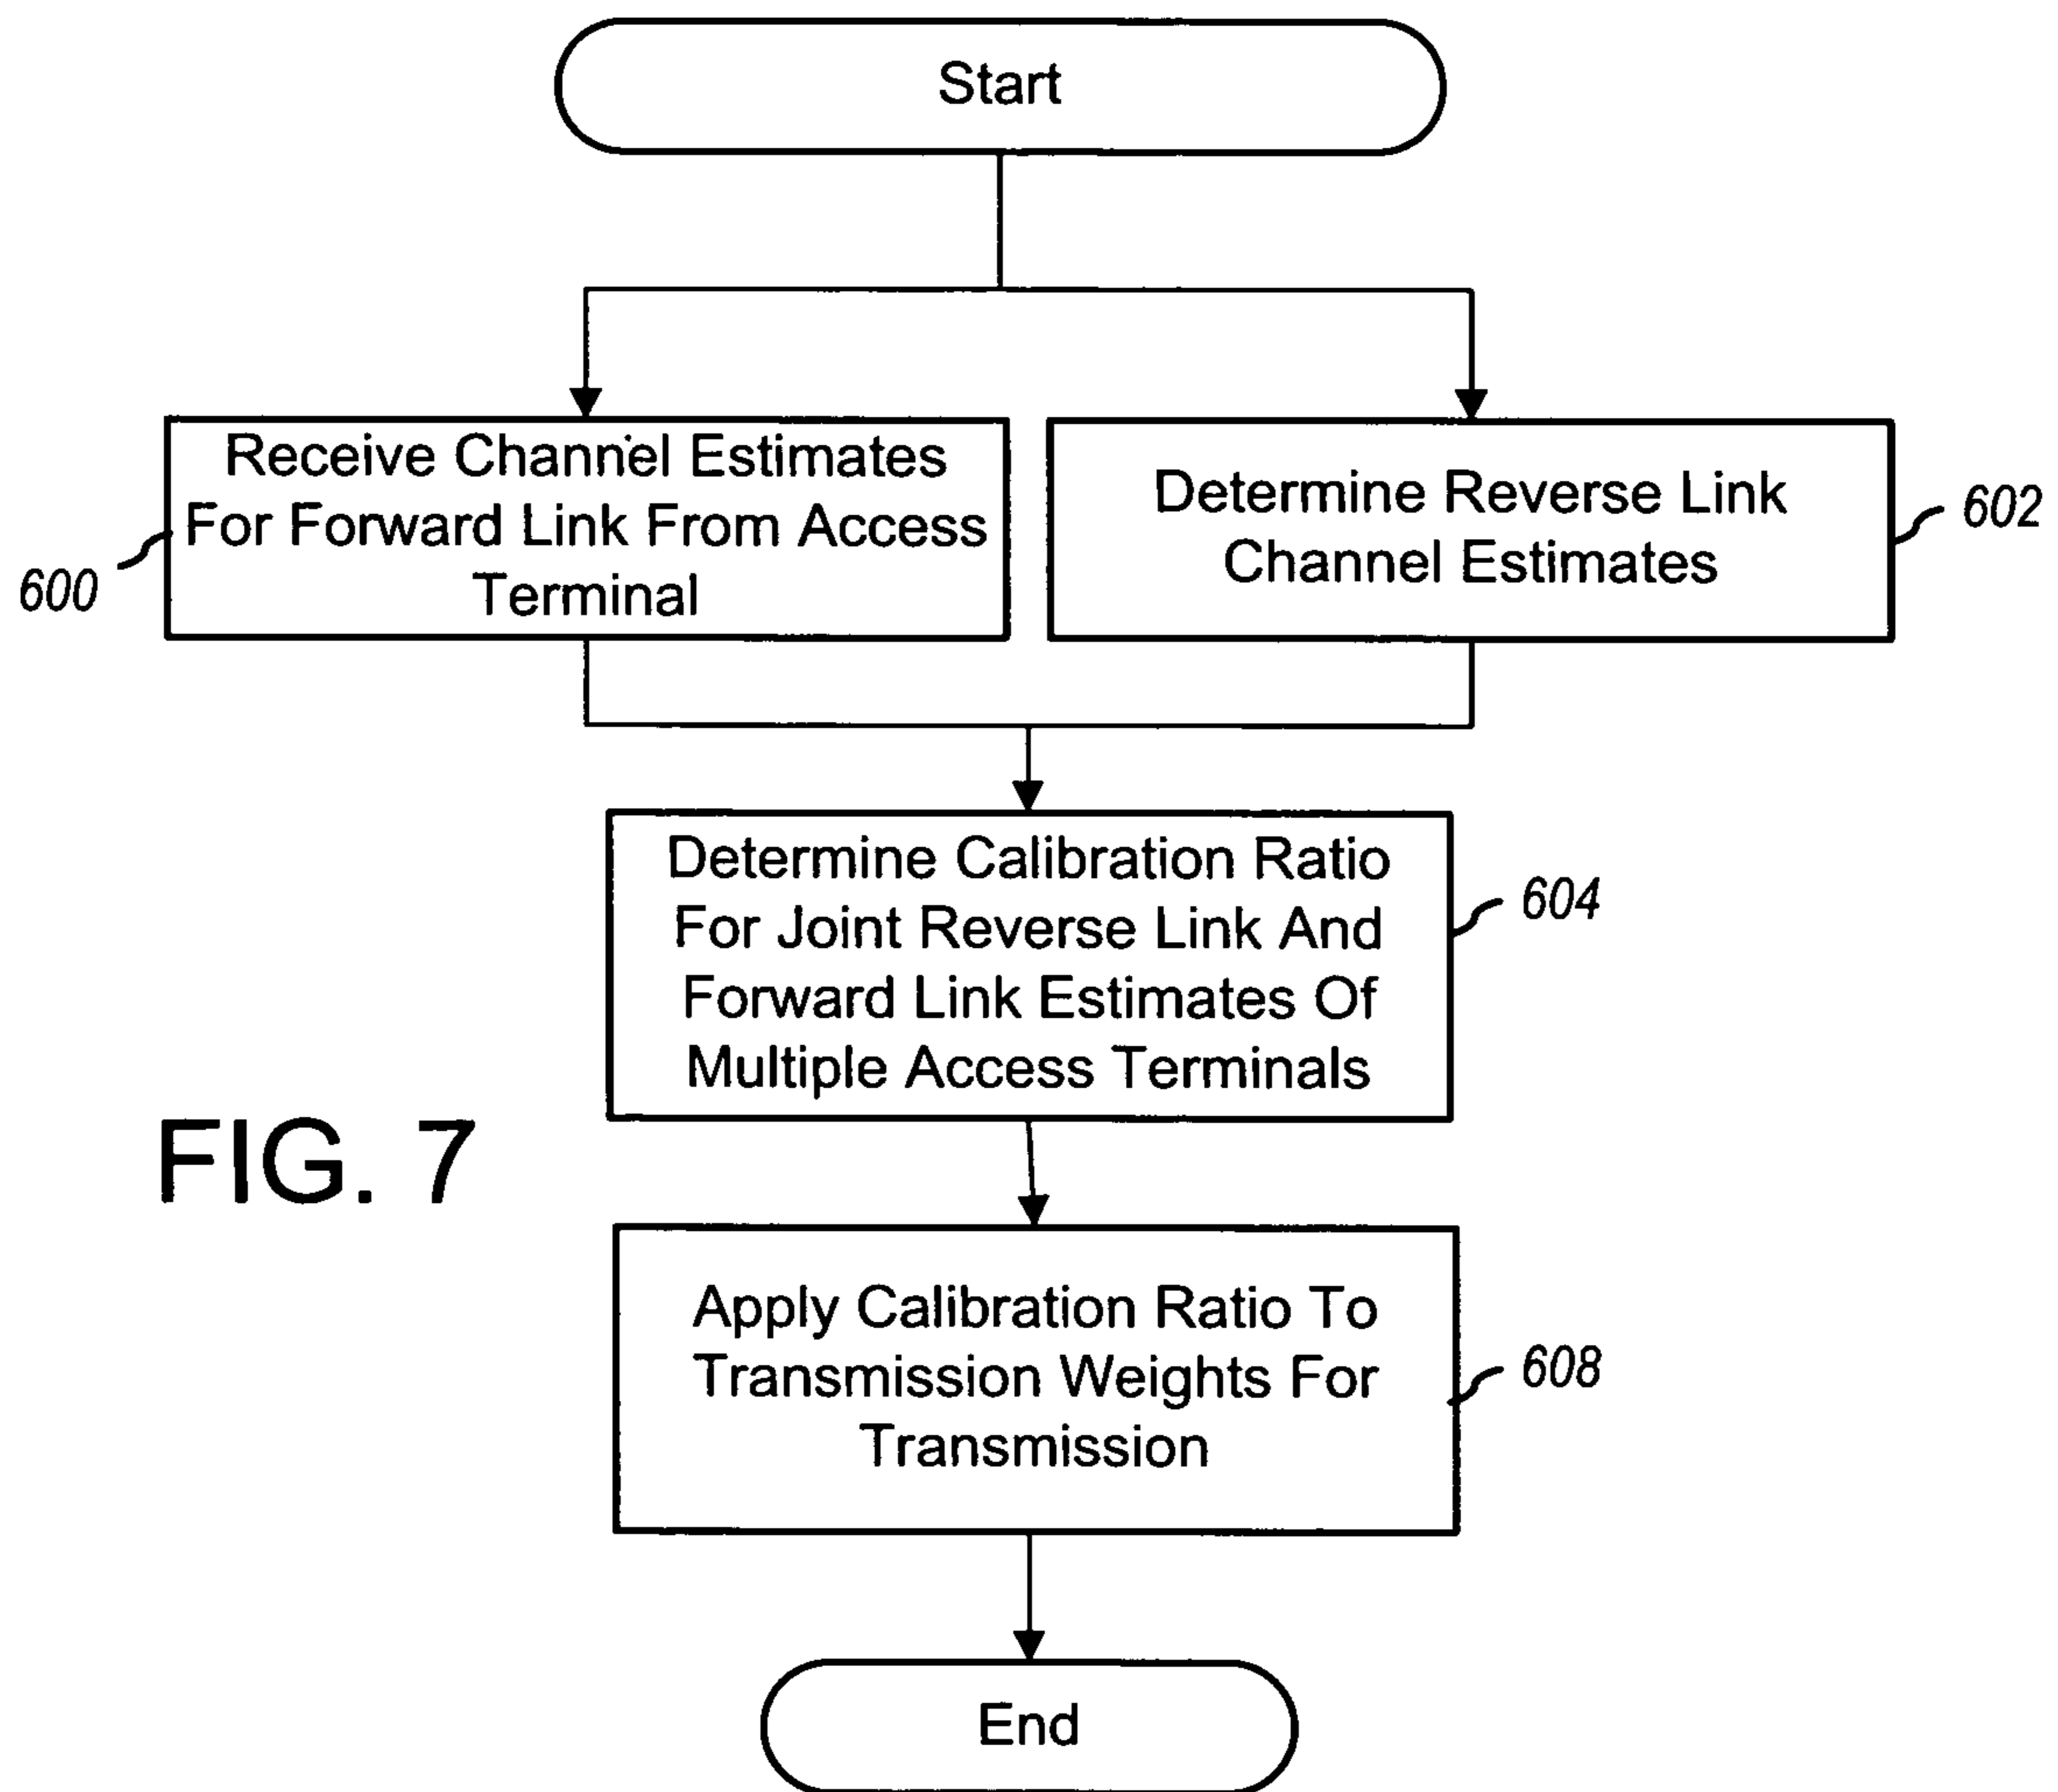 Start
Receive Channel Estimates
For Forward Link From Access
Terminal
600
Determine Reverse Link
Channel Estimates
602
Determine Calibration Ratio
For Joint Reverse Link And
Forward Link Estimates Of
Multiple Access Terminals
604
FIG. 7
Apply Calibration Ratio To
Transmission Weights For
Transmission
608
End